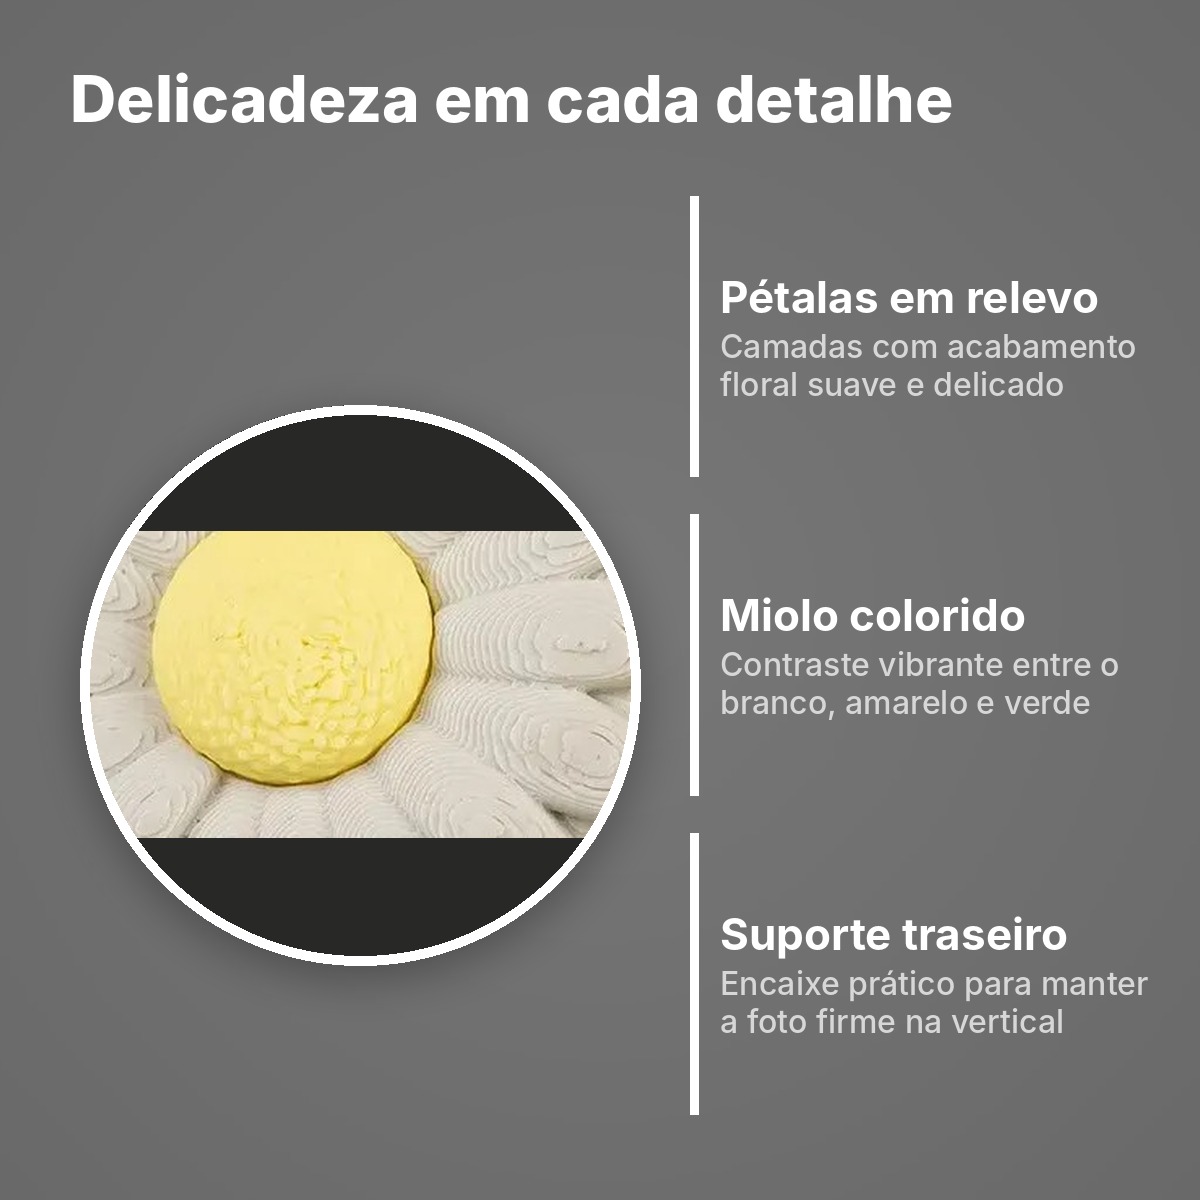 Delicadeza em cada detalhe
Pétalas em relevo
Camadas com acabamento
floral suave e delicado
Miolo colorido
Contraste vibrante entre o
branco, amarelo e verde
Suporte traseiro
Encaixe prático para manter
a foto firme na vertical